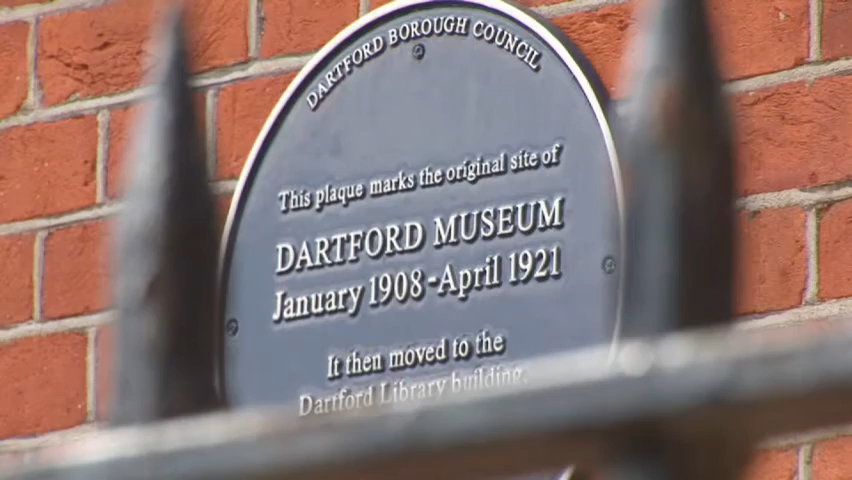 DARTFORD BOROUGH COUNCIL
This plaque marks the original site of
DARTFORD MUSEUM
January 1908 - April 1921
It then moved to the
Dartford Library building.